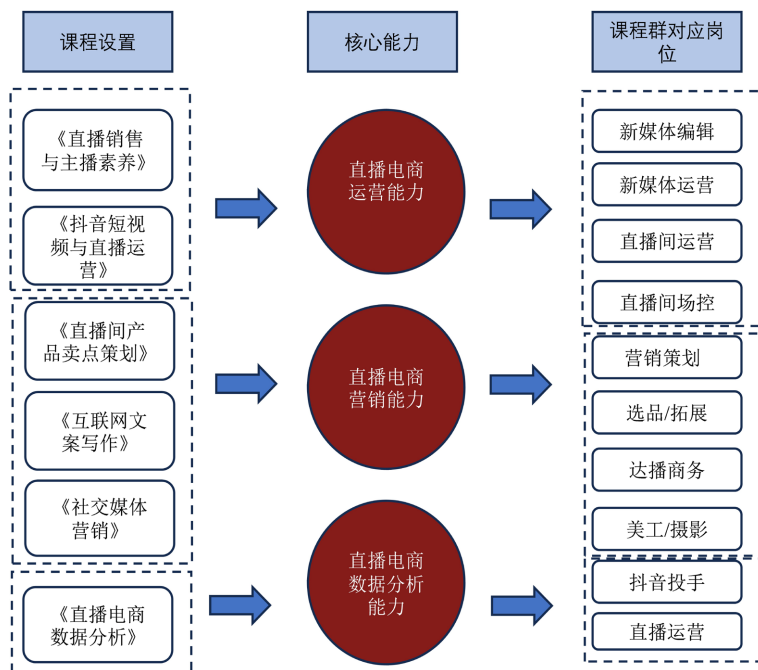 课程设置
核心能力
课程群对应岗
位
《直播销售
与主播素养》
《抖音短视
频与直播运
营》
直播电商
运营能力
新媒体编辑
新媒体运营
直播间运营
直播间场控
《直播间产
品卖点策划》
《互联网文
案写作》
《社交媒体
营销》
直播电商
营销能力
营销策划
选品/拓展
达播商务
美工/摄影
《直播电商
数据分析》
直播电商
数据分析
能力
抖音投手
直播运营